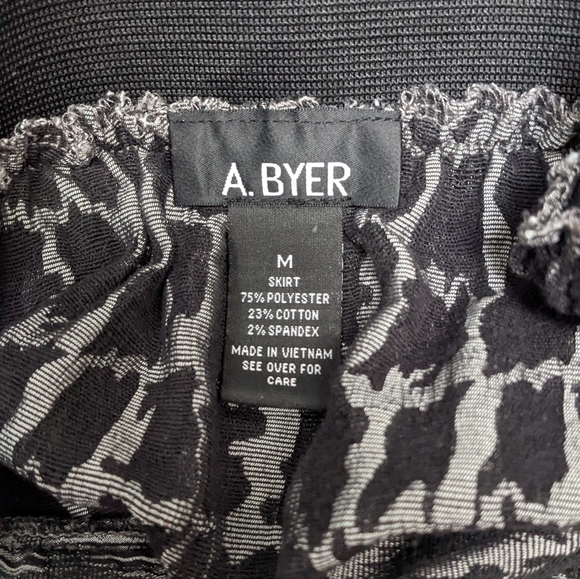 A. BYER
M
SKIRT
75% POLYESTER
23% COTTON
2% SPANDEX
MADE IN VIETNAM
SEE OVER FOR
CARE